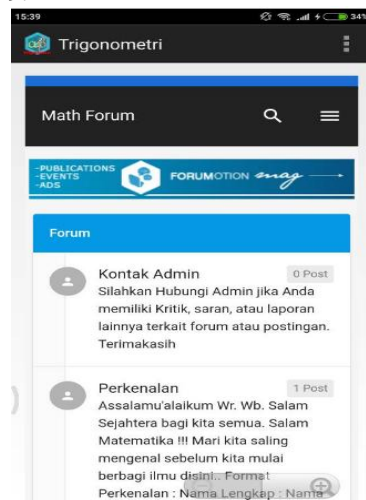 15:39
34%
Trigonometri
Math Forum
-PUBLICATIONS
-EVENTS
-ADS
FORUMOTION mag
Forum
Kontak Admin
0 Post
Silahkan Hubungi Admin jika Anda
memiliki Kritik, saran, atau laporan
lainnya terkait forum atau postingan.
Terimakasih
Perkenalan
1 Post
Assalamu'alaikum Wr. Wb. Salam
Sejahtera bagi kita semua. Salam
Matematika !!! Mari kita saling
mengenal sebelum kita mulai
berbagi ilmu disini.. Format
Perkenalan : Nama Lengkap : Nama